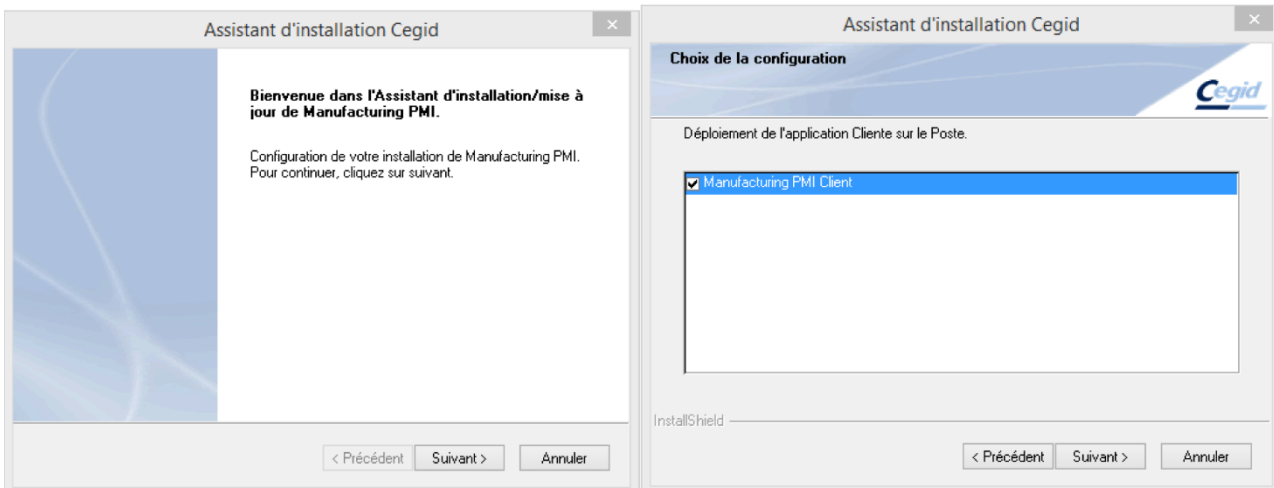 Assistant d'installation Cegid
Bienvenue dans l'Assistant d'installation/mise à
jour de Manufacturing PMI.
Configuration de votre installation de Manufacturing PMI.
Pour continuer, cliquez sur suivant.
< Précédent
Suivant >
Annuler
Assistant d'installation Cegid
Choix de la configuration
Cegid
Déploiement de l'application Cliente sur le Poste.
Manufacturing PMI Client
InstallShield
< Précédent
Suivant >
Annuler